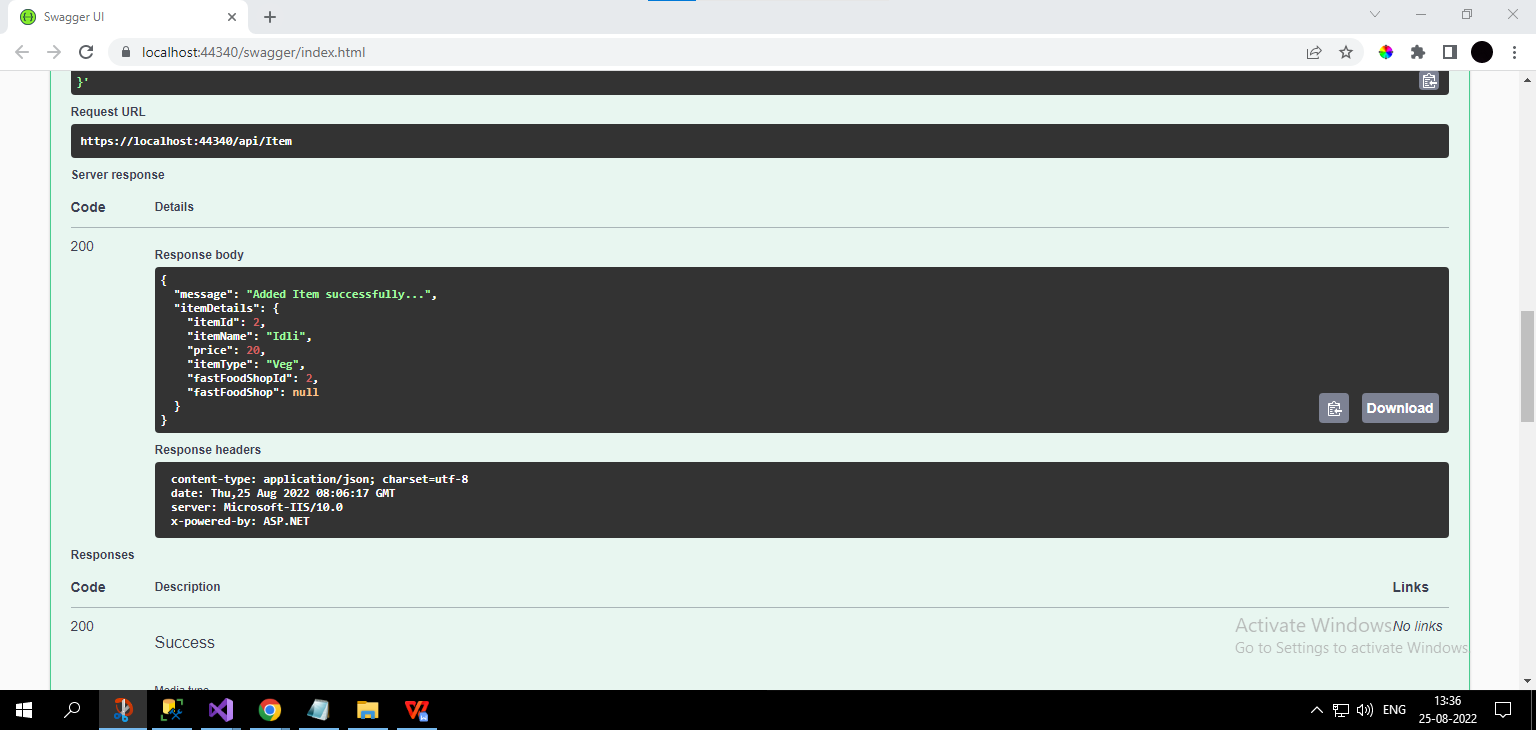 Swagger UI
localhost:44340/swagger/index.html
}'
Request URL
https://localhost:44340/api/Item
Server response
Code Details
200
Response body
{
"message": "Added Item successfully...",
"itemDetails": {
"itemId": 2,
"itemName": "Idli",
"price": 20,
"itemType": "Veg",
"fastFoodShopId": 2,
"fastFoodShop": null
}
}
Download
Response headers
content-type: application/json; charset=utf-8
date: Thu,25 Aug 2022 08:06:17 GMT
server: Microsoft-IIS/10.0
x-powered-by: ASP.NET
Responses
Code Description Links
200
Success
No links
Activate Windows
Go to Settings to activate Windows
Media type
ENG
13:36
25-08-2022